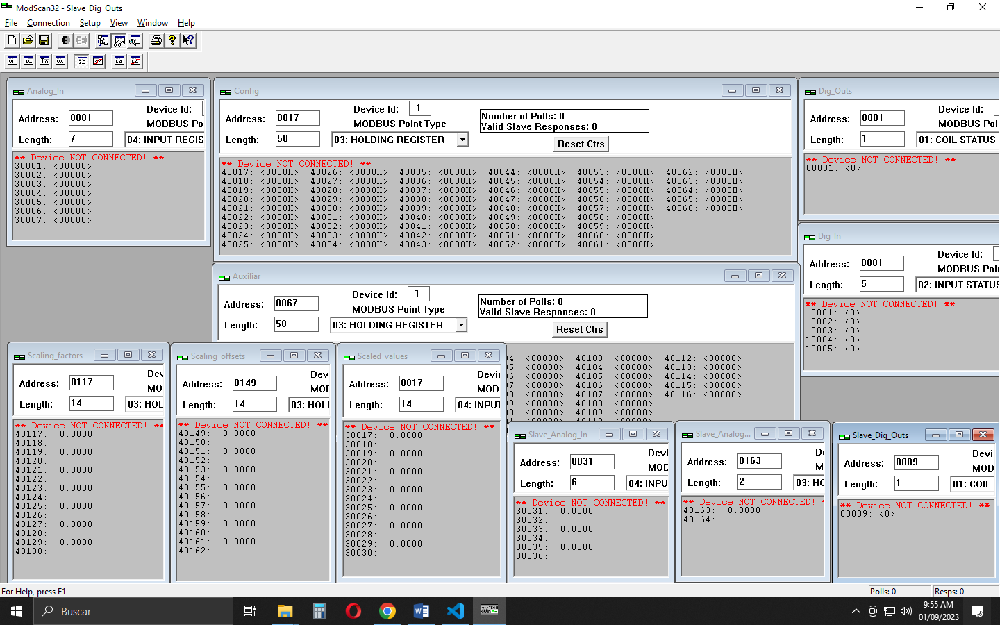 ModScan32 - Slave_Dig_Outs
File Connection Setup View Window Help
Analog_In
Address: 0001
Device Id:
MODBUS Po
Length: 7
04: INPUT REGIS
** Device NOT CONNECTED! **
30001: <00000>
30002: <00000>
30003: <00000>
30004: <00000>
30005: <00000>
30006: <00000>
30007: <00000>
Config
Address: 0017
Device Id: 1
MODBUS Point Type
Length: 50
03: HOLDING REGISTER
Number of Polls: 0
Valid Slave Responses: 0
Reset Ctrs
** Device NOT CONNECTED! **
40017: <0000H> 40026: <0000H> 40035: <0000H> 40044: <0000H> 40053: <0000H> 40062: <0000H>
40018: <0000H> 40027: <0000H> 40036: <0000H> 40045: <0000H> 40054: <0000H> 40063: <0000H>
40019: <0000H> 40028: <0000H> 40037: <0000H> 40046: <0000H> 40055: <0000H> 40064: <0000H>
40020: <0000H> 40029: <0000H> 40038: <0000H> 40047: <0000H> 40056: <0000H> 40065: <0000H>
40021: <0000H> 40030: <0000H> 40039: <0000H> 40048: <0000H> 40057: <0000H> 40066: <0000H>
40022: <0000H> 40031: <0000H> 40040: <0000H> 40049: <0000H> 40058: <0000H>
40023: <0000H> 40032: <0000H> 40041: <0000H> 40050: <0000H> 40059: <0000H>
40024: <0000H> 40033: <0000H> 40042: <0000H> 40051: <0000H> 40060: <0000H>
40025: <0000H> 40034: <0000H> 40043: <0000H> 40052: <0000H> 40061: <0000H>
Dig_Outs
Address: 0001
Device Id:
MODBUS Poi
Length: 1
01: COIL STATUS
** Device NOT CONNECTED! **
00001: <0>
Dig_In
Address: 0001
Device Id:
MODBUS Poi
Length: 5
02: INPUT STATUS
** Device NOT CONNECTED! **
10001: <0>
10002: <0>
10003: <0>
10004: <0>
10005: <0>
Auxiliar
Address: 0067
Device Id: 1
MODBUS Point Type
Length: 50
03: HOLDING REGISTER
Number of Polls: 0
Valid Slave Responses: 0
Reset Ctrs
4: <00000> 40103: <00000> 40112: <00000>
5: <00000> 40104: <00000> 40113: <00000>
6: <00000> 40105: <00000> 40114: <00000>
7: <00000> 40106: <00000> 40115: <00000>
8: <00000> 40107: <00000> 40116: <00000>
9: <00000> 40108: <00000>
0: <00000> 40109: <00000>
Scaling_factors
Address: 0117
Dev
MO
Length: 14
03: HOL
** Device NOT CONNECTED! **
40117: 0.0000
40118:
40119: 0.0000
40120:
40121: 0.0000
40122:
40123: 0.0000
40124:
40125: 0.0000
40126:
40127: 0.0000
40128:
40129: 0.0000
40130:
Scaling_offsets
Address: 0149
Dev
MOD
Length: 14
03: HOLI
** Device NOT CONNECTED! **
40149: 0.0000
40150:
40151: 0.0000
40152:
40153: 0.0000
40154:
40155: 0.0000
40156:
40157: 0.0000
40158:
40159: 0.0000
40160:
40161: 0.0000
40162:
Scaled_values
Address: 0017
Devi
MOD
Length: 14
04: INPUT
** Device NOT CONNECTED! **
30017: 0.0000
30018:
30019: 0.0000
30020:
30021: 0.0000
30022:
30023: 0.0000
30024:
30025: 0.0000
30026:
30027: 0.0000
30028:
30029: 0.0000
30030:
Slave_Analog_In
Address: 0031
Devi
MOD
Length: 6
04: INPU
** Device NOT CONNECTED! **
30031: 0.0000
30032:
30033: 0.0000
30034:
30035: 0.0000
30036:
Slave_Analog...
Address: 0163
D
MO
Length: 2
03: HO
** Device NOT CONNECTED!
40163: 0.0000
40164:
Slave_Dig_Outs
Address: 0009
Devi
MOD
Length: 1
01: COIL
** Device NOT CONNECTED! **
00009: <0>
For Help, press F1
Polls: 0
Resps: 0
Buscar
9:55 AM
01/09/2023